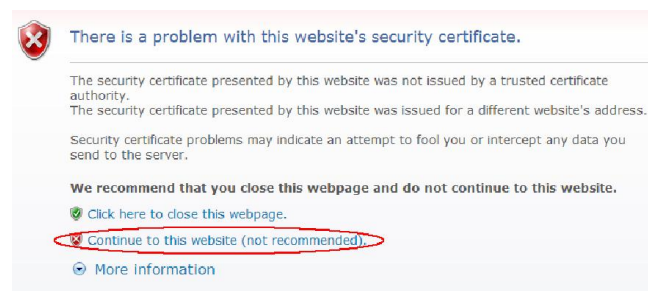 There is a problem with this website's security certificate.
The security certificate presented by this website was not issued by a trusted certificate
authority.
The security certificate presented by this website was issued for a different website's address.
Security certificate problems may indicate an attempt to fool you or intercept any data you
send to the server.
We recommend that you close this webpage and do not continue to this website.
Click here to close this webpage.
Continue to this website (not recommended).
More information